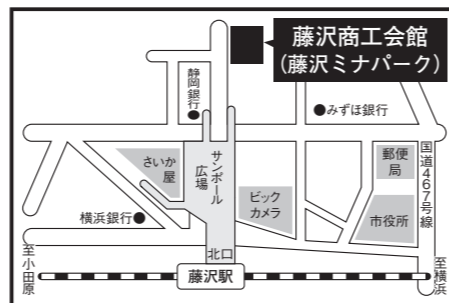 藤沢商工会館
(藤沢ミナパーク)
静岡銀行
みずほ銀行
さいか
屋
サンポール
広場
国道467号線
郵便
局
ビック
カメラ
市役所
横浜銀行
北口
至小田原
藤沢駅
至横浜